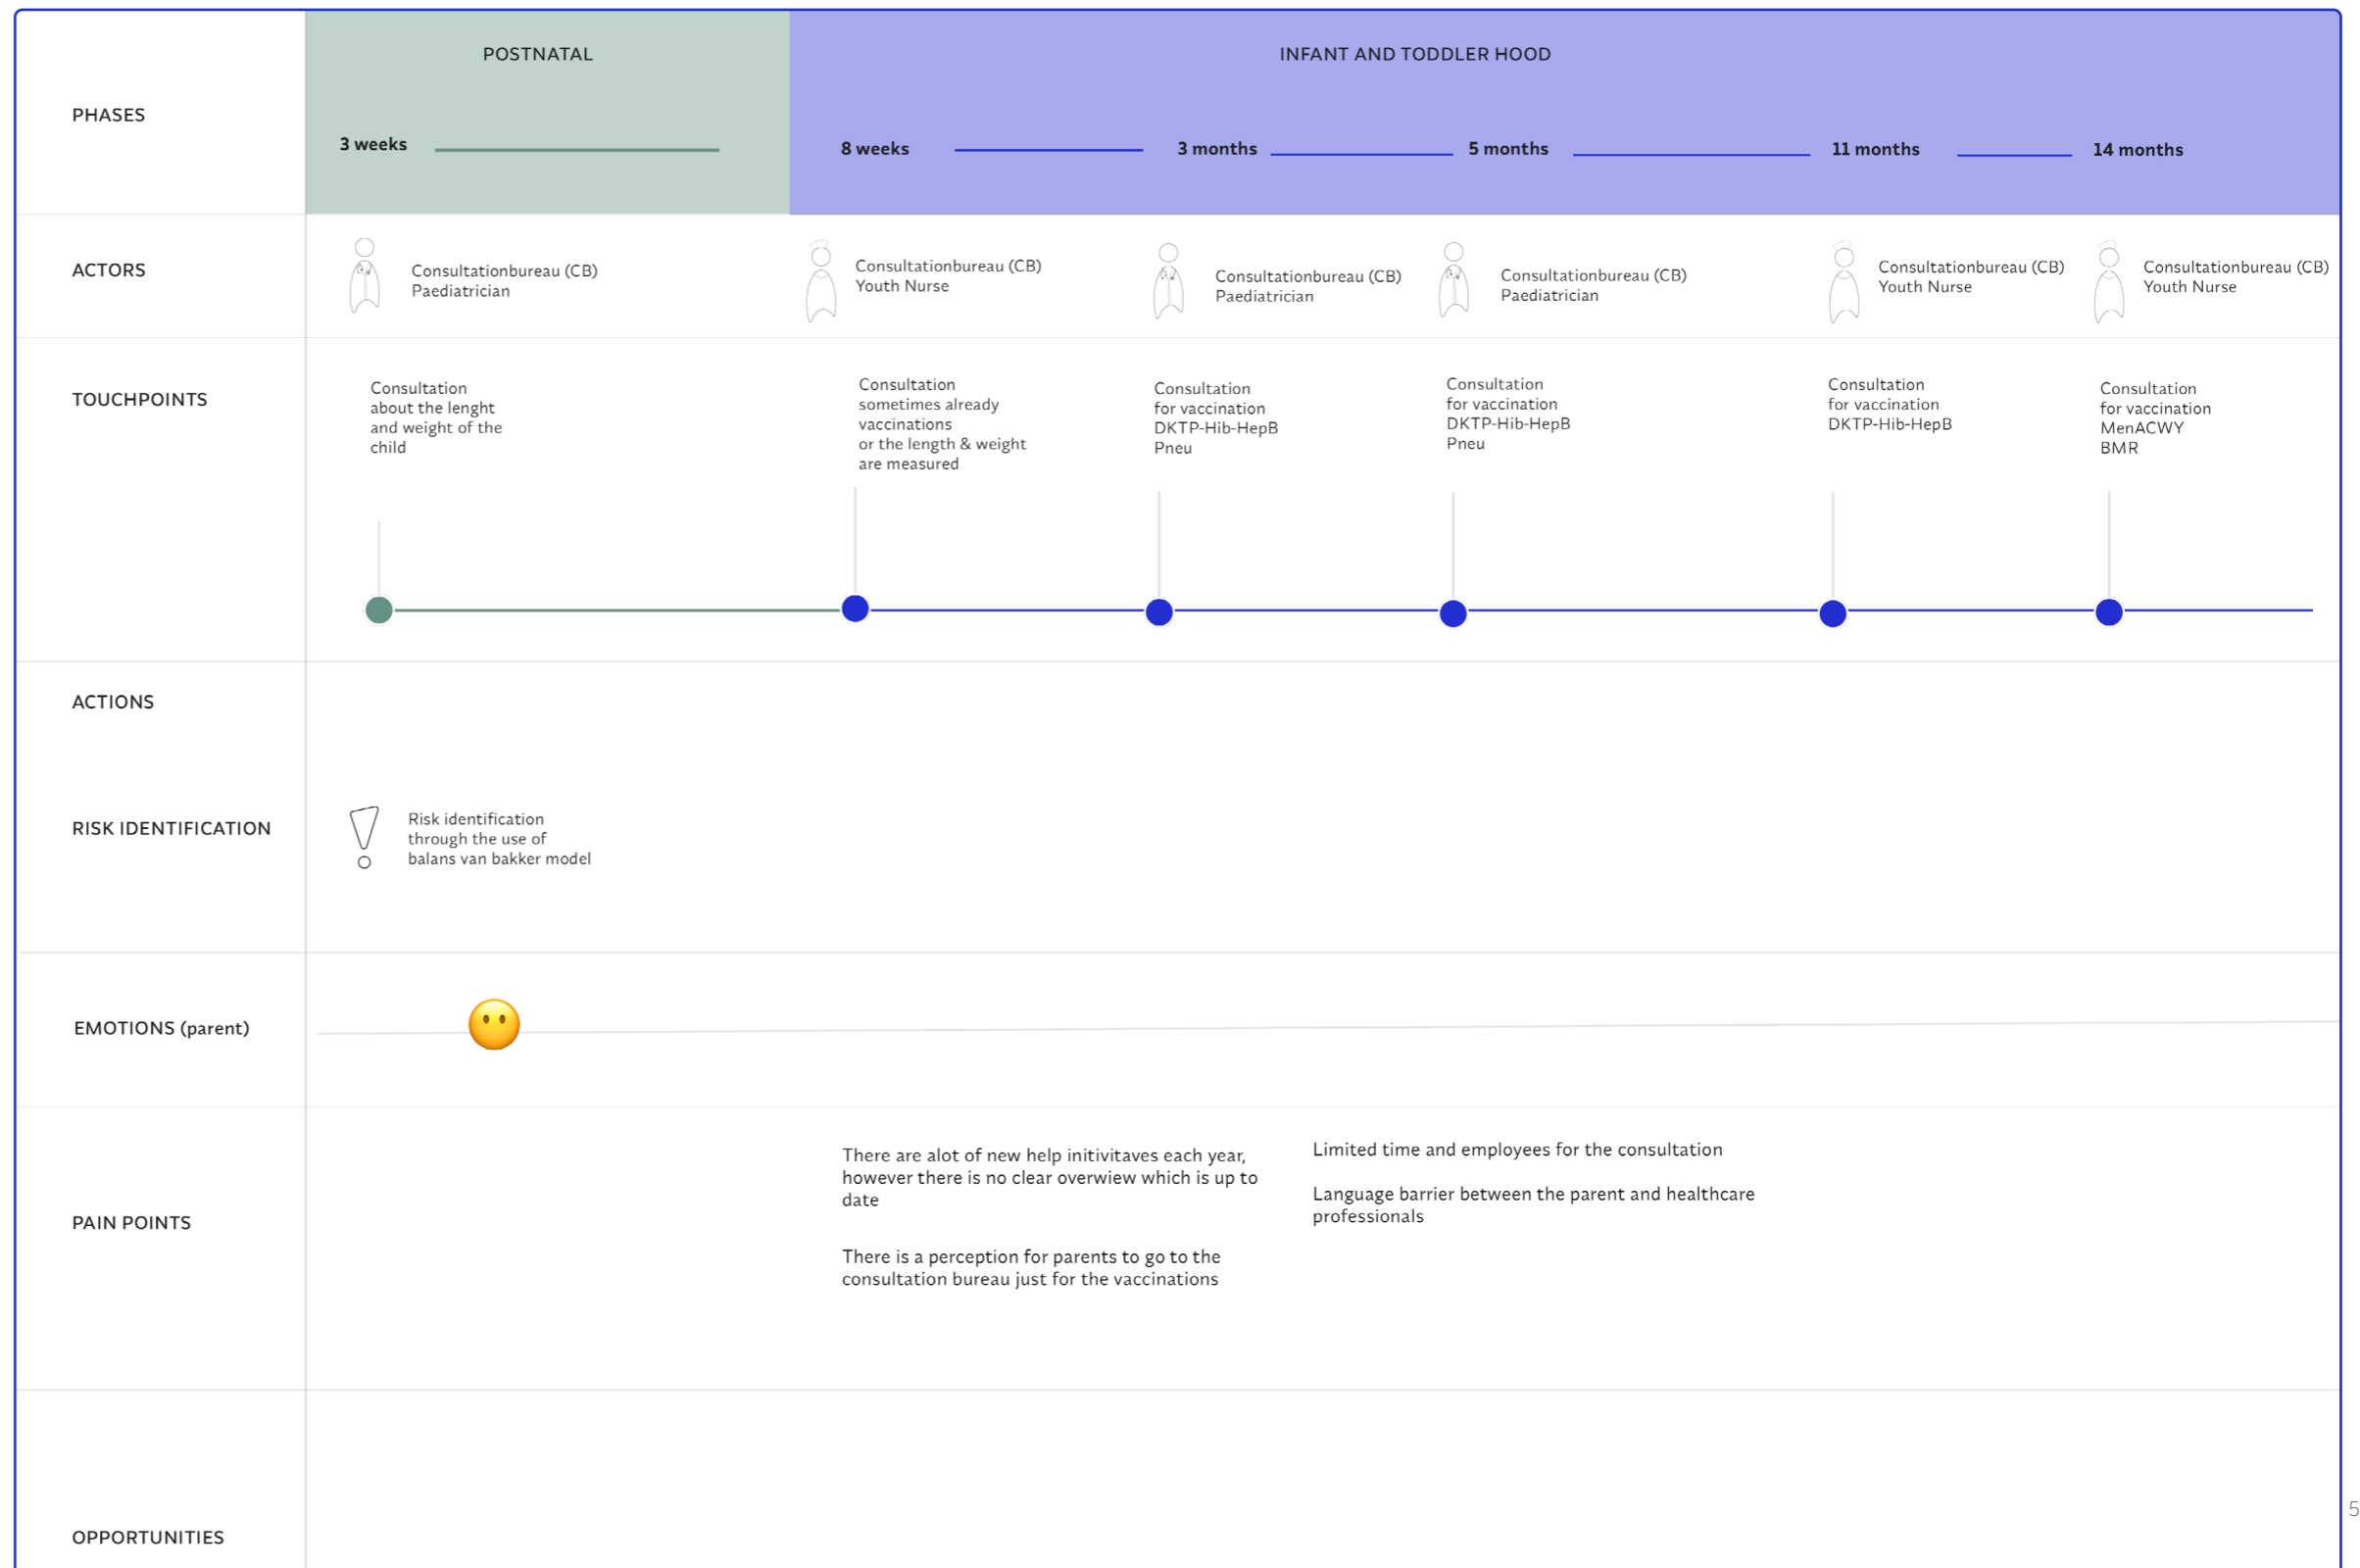 POSTNATAL
INFANT AND TODDLER HOOD
PHASES
3 weeks
8 weeks
3 months
5 months
11 months
14 months
ACTORS
Consultationbureau (CB)
Paediatrician
Consultationbureau (CB)
Youth Nurse
Consultationbureau (CB)
Paediatrician
Consultationbureau (CB)
Paediatrician
Consultationbureau (CB)
Youth Nurse
Consultationbureau (CB)
Youth Nurse
TOUCHPOINTS
Consultation
about the lenght
and weight of the
child
Consultation
sometimes already
vaccinations
or the length & weight
are measured
Consultation
for vaccination
DKTP-Hib-HepB
Pneu
Consultation
for vaccination
DKTP-Hib-HepB
Pneu
Consultation
for vaccination
DKTP-Hib-HepB
Consultation
for vaccination
MenACWY
BMR
ACTIONS
RISK IDENTIFICATION
Risk identification
through the use of
balans van bakker model
EMOTIONS (parent)
PAIN POINTS
There are alot of new help initivitaves each year,
however there is no clear overwiew which is up to
date
There is a perception for parents to go to the
consultation bureau just for the vaccinations
Limited time and employees for the consultation
Language barrier between the parent and healthcare
professionals
OPPORTUNITIES
5